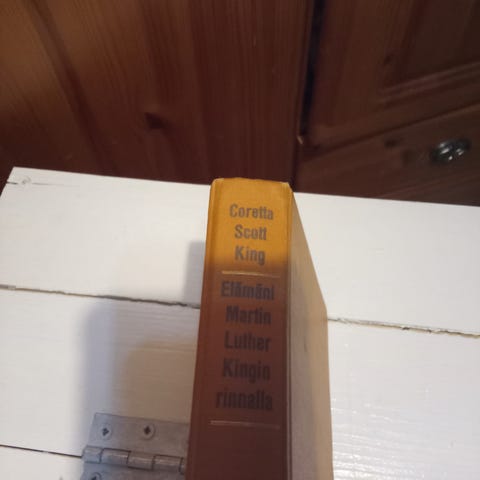 Coretta
Scott
King
Elämäni
Martin
Luther
Kingin
rinnalla